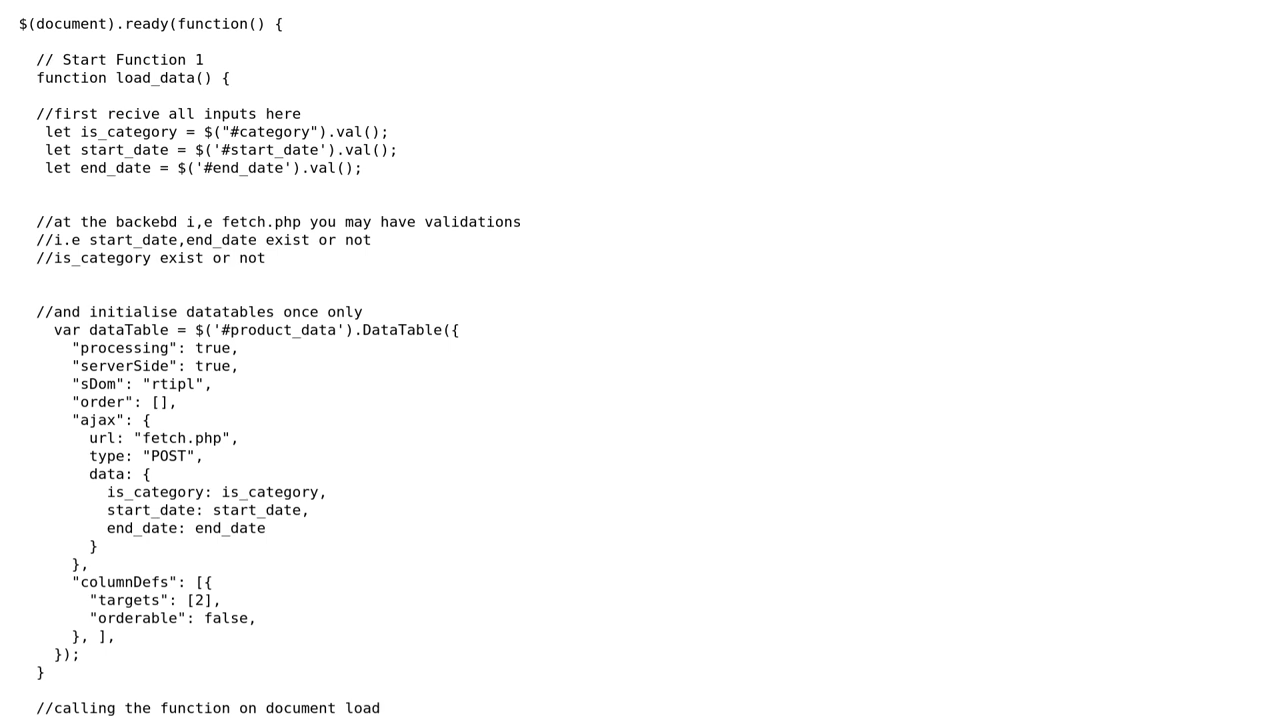 $(document).ready(function() {
// Start Function 1
function load_data() {
//first recive all inputs here
let is_category = $("#category").val();
let start_date = $('#start_date').val();
let end_date = $('#end_date').val();
//at the backebd i,e fetch.php you may have validations
//i.e start_date,end_date exist or not
//is_category exist or not
//and initialise datatables once only
var dataTable = $('#product_data').DataTable({
"processing": true,
"serverSide": true,
"sDom": "rtipl",
"order": [],
"ajax": {
url: "fetch.php",
type: "POST",
data: {
is_category: is_category,
start_date: start_date,
end_date: end_date
}
},
"columnDefs": [{
"targets": [2],
"orderable": false,
}, ],
});
}
//calling the function on document load